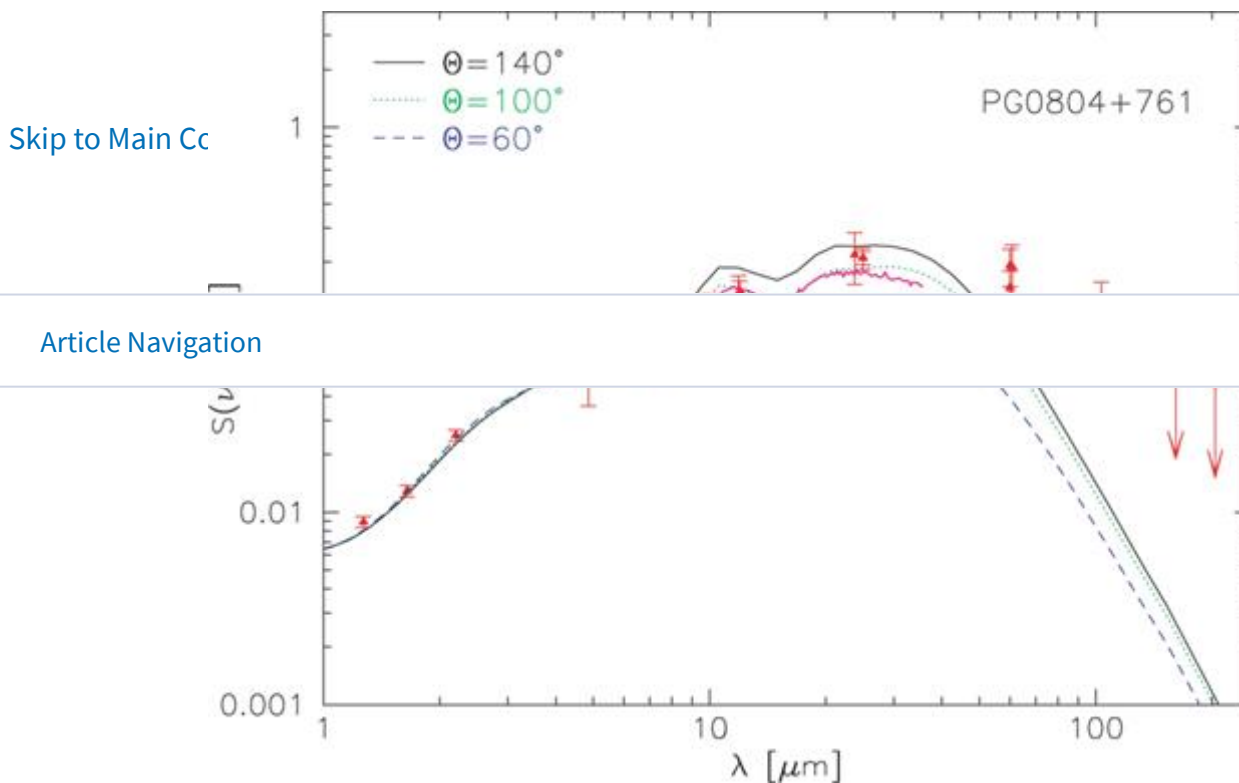 Θ=140°
Θ=100°
Θ=60°
PG0804+761
1
Skip to Main
Article Navigation
0.01
0.001
1
10
100
λ [μm]